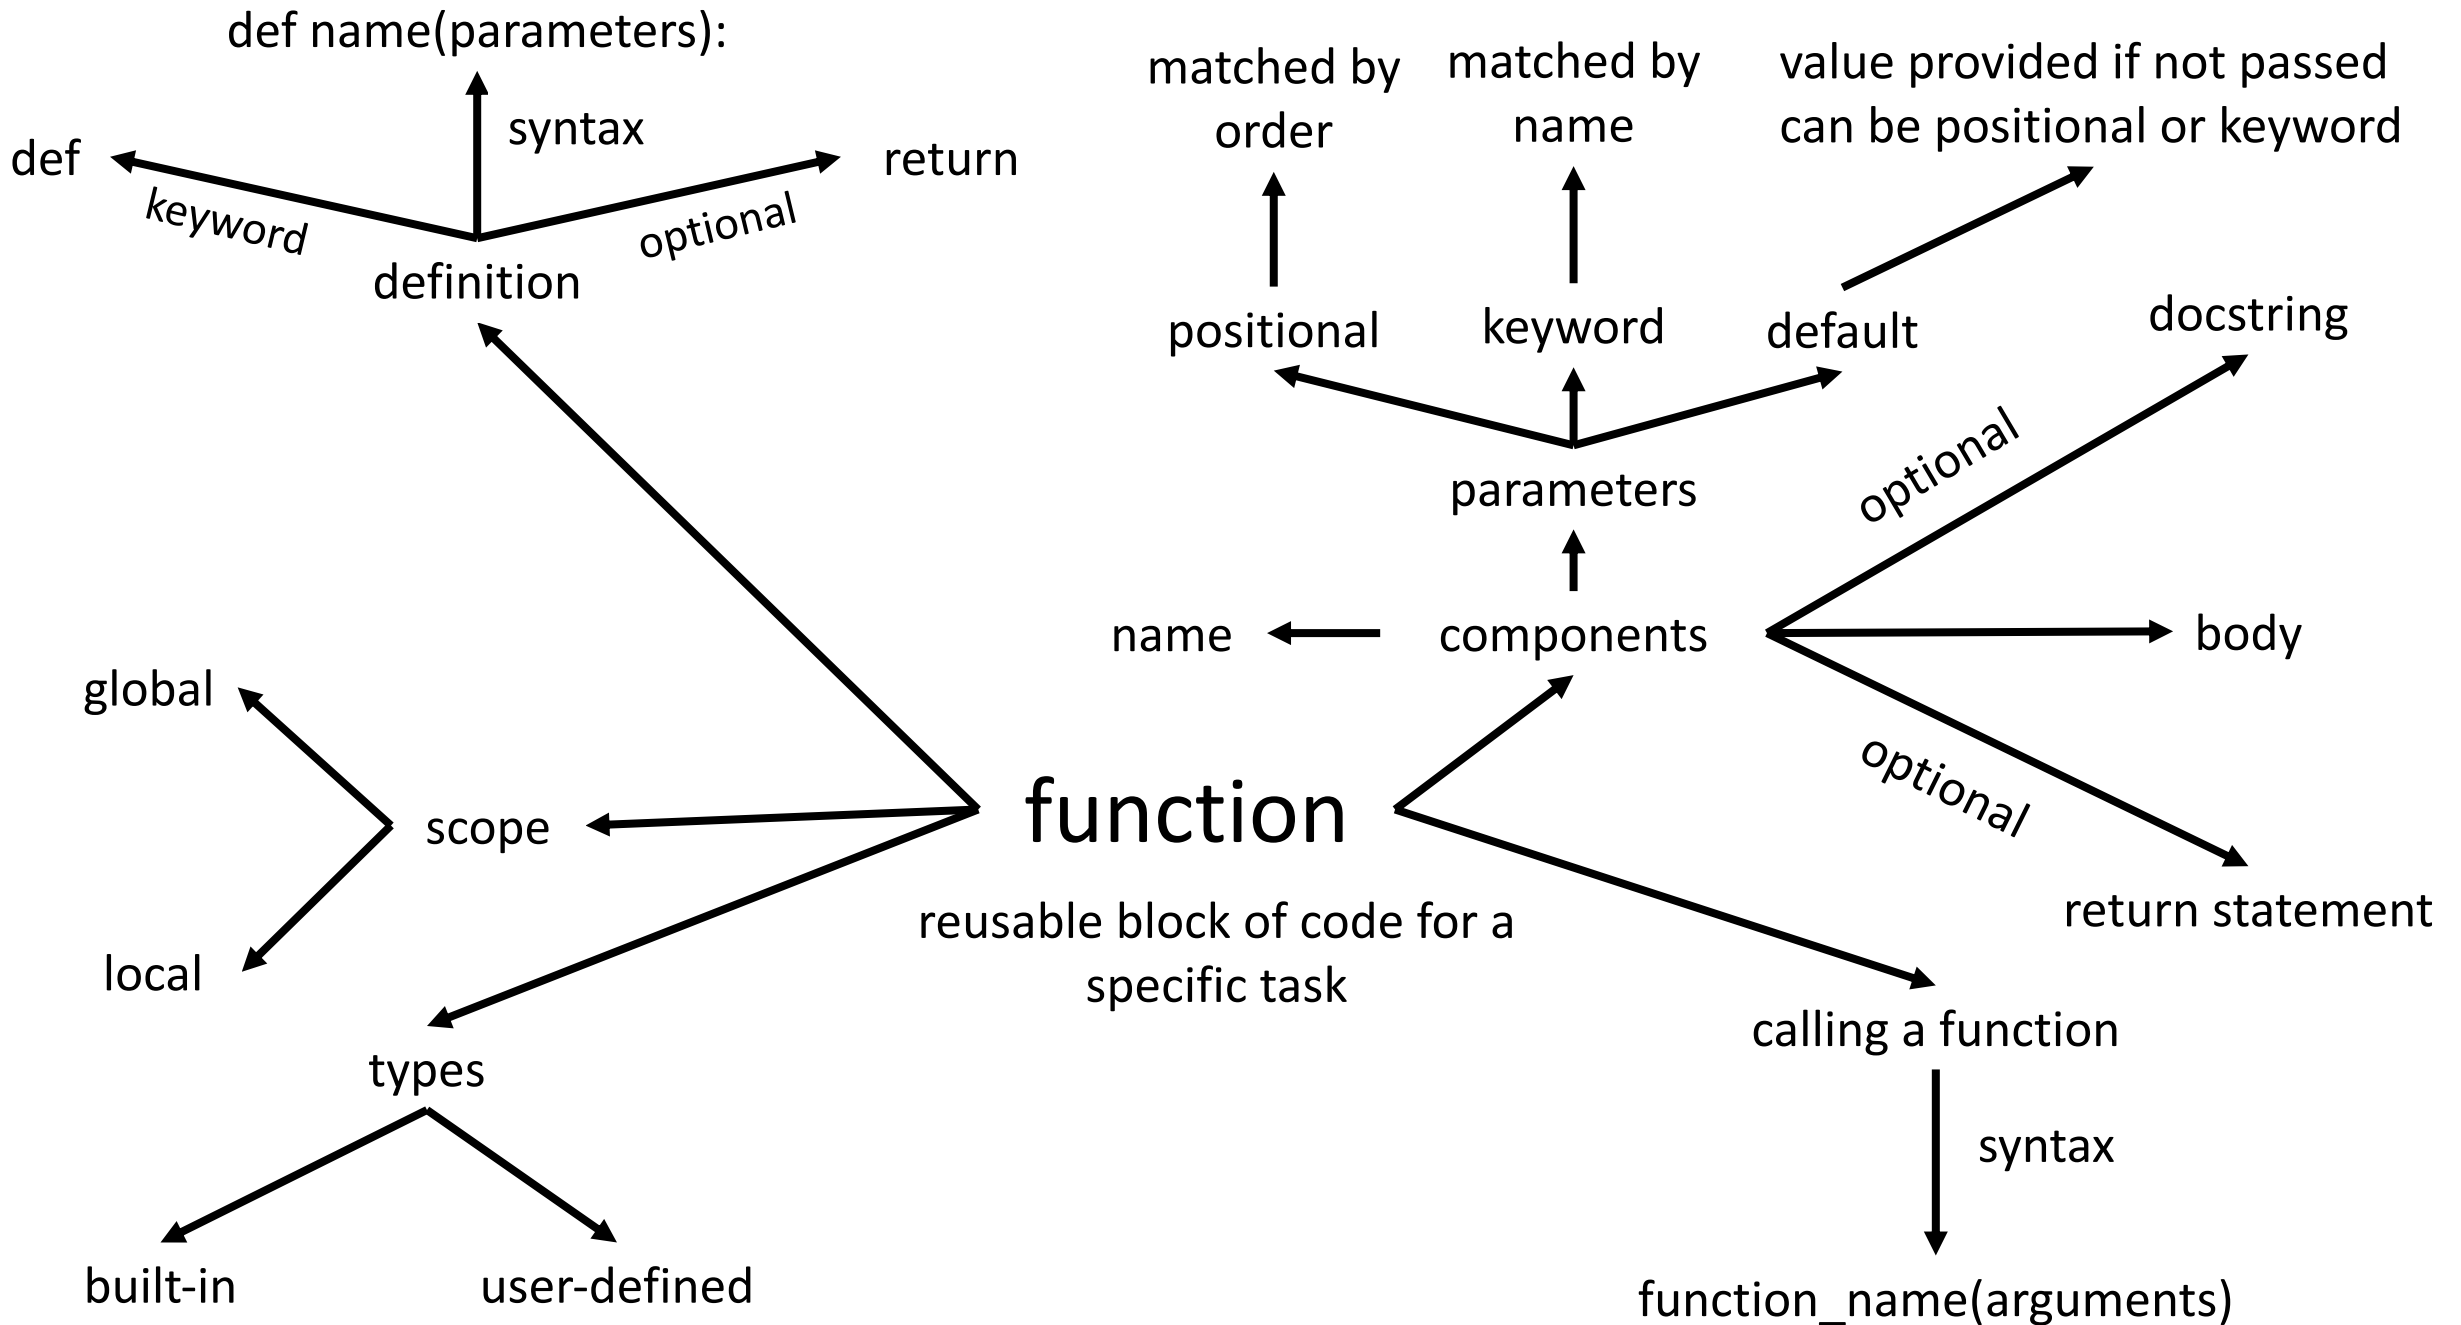 def name(parameters):
syntax
def
keyword
return
optional
definition
matched by
order
matched by
name
value provided if not passed
can be positional or keyword
positional
keyword
default
docstring
parameters
optional
name
components
body
optional
return statement
global
scope
local
function
reusable block of code for a
specific task
types
built-in
user-defined
calling a function
syntax
function_name(arguments)